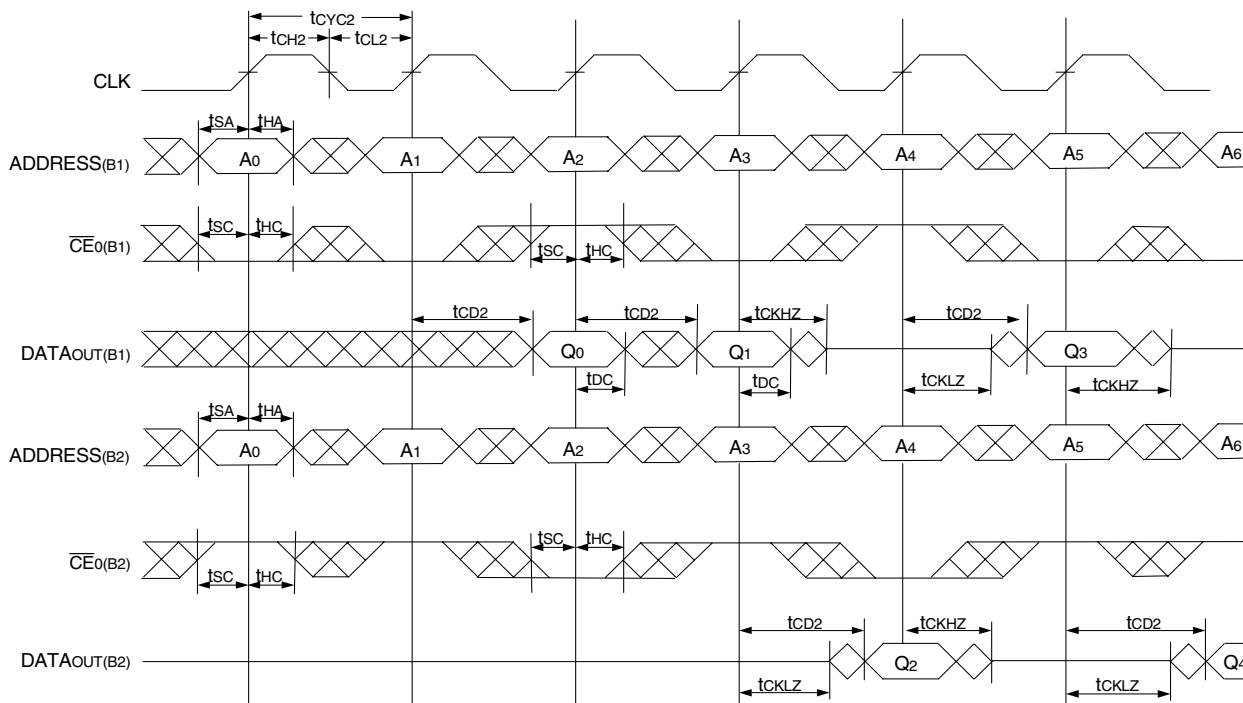 tCYC2
tCH2 tCL2
CLK
tSA tHA
ADDRESS(B1) A0 A1 A2 A3 A4 A5 A6
tSC tHC
CE0(B1) tSC tHC
tCD2 tCD2 tCKHZ tCD2
DATAOUT(B1) Q0 Q1 Q3
tDC tDC tCKLZ tCKHZ
tSA tHA
ADDRESS(B2) A0 A1 A2 A3 A4 A5 A6
tSC tHC
CE0(B2)
tSC tHC
tCD2 tCKHZ tCD2
DATAOUT(B2) Q2 Q4
tCKLZ tCKLZ